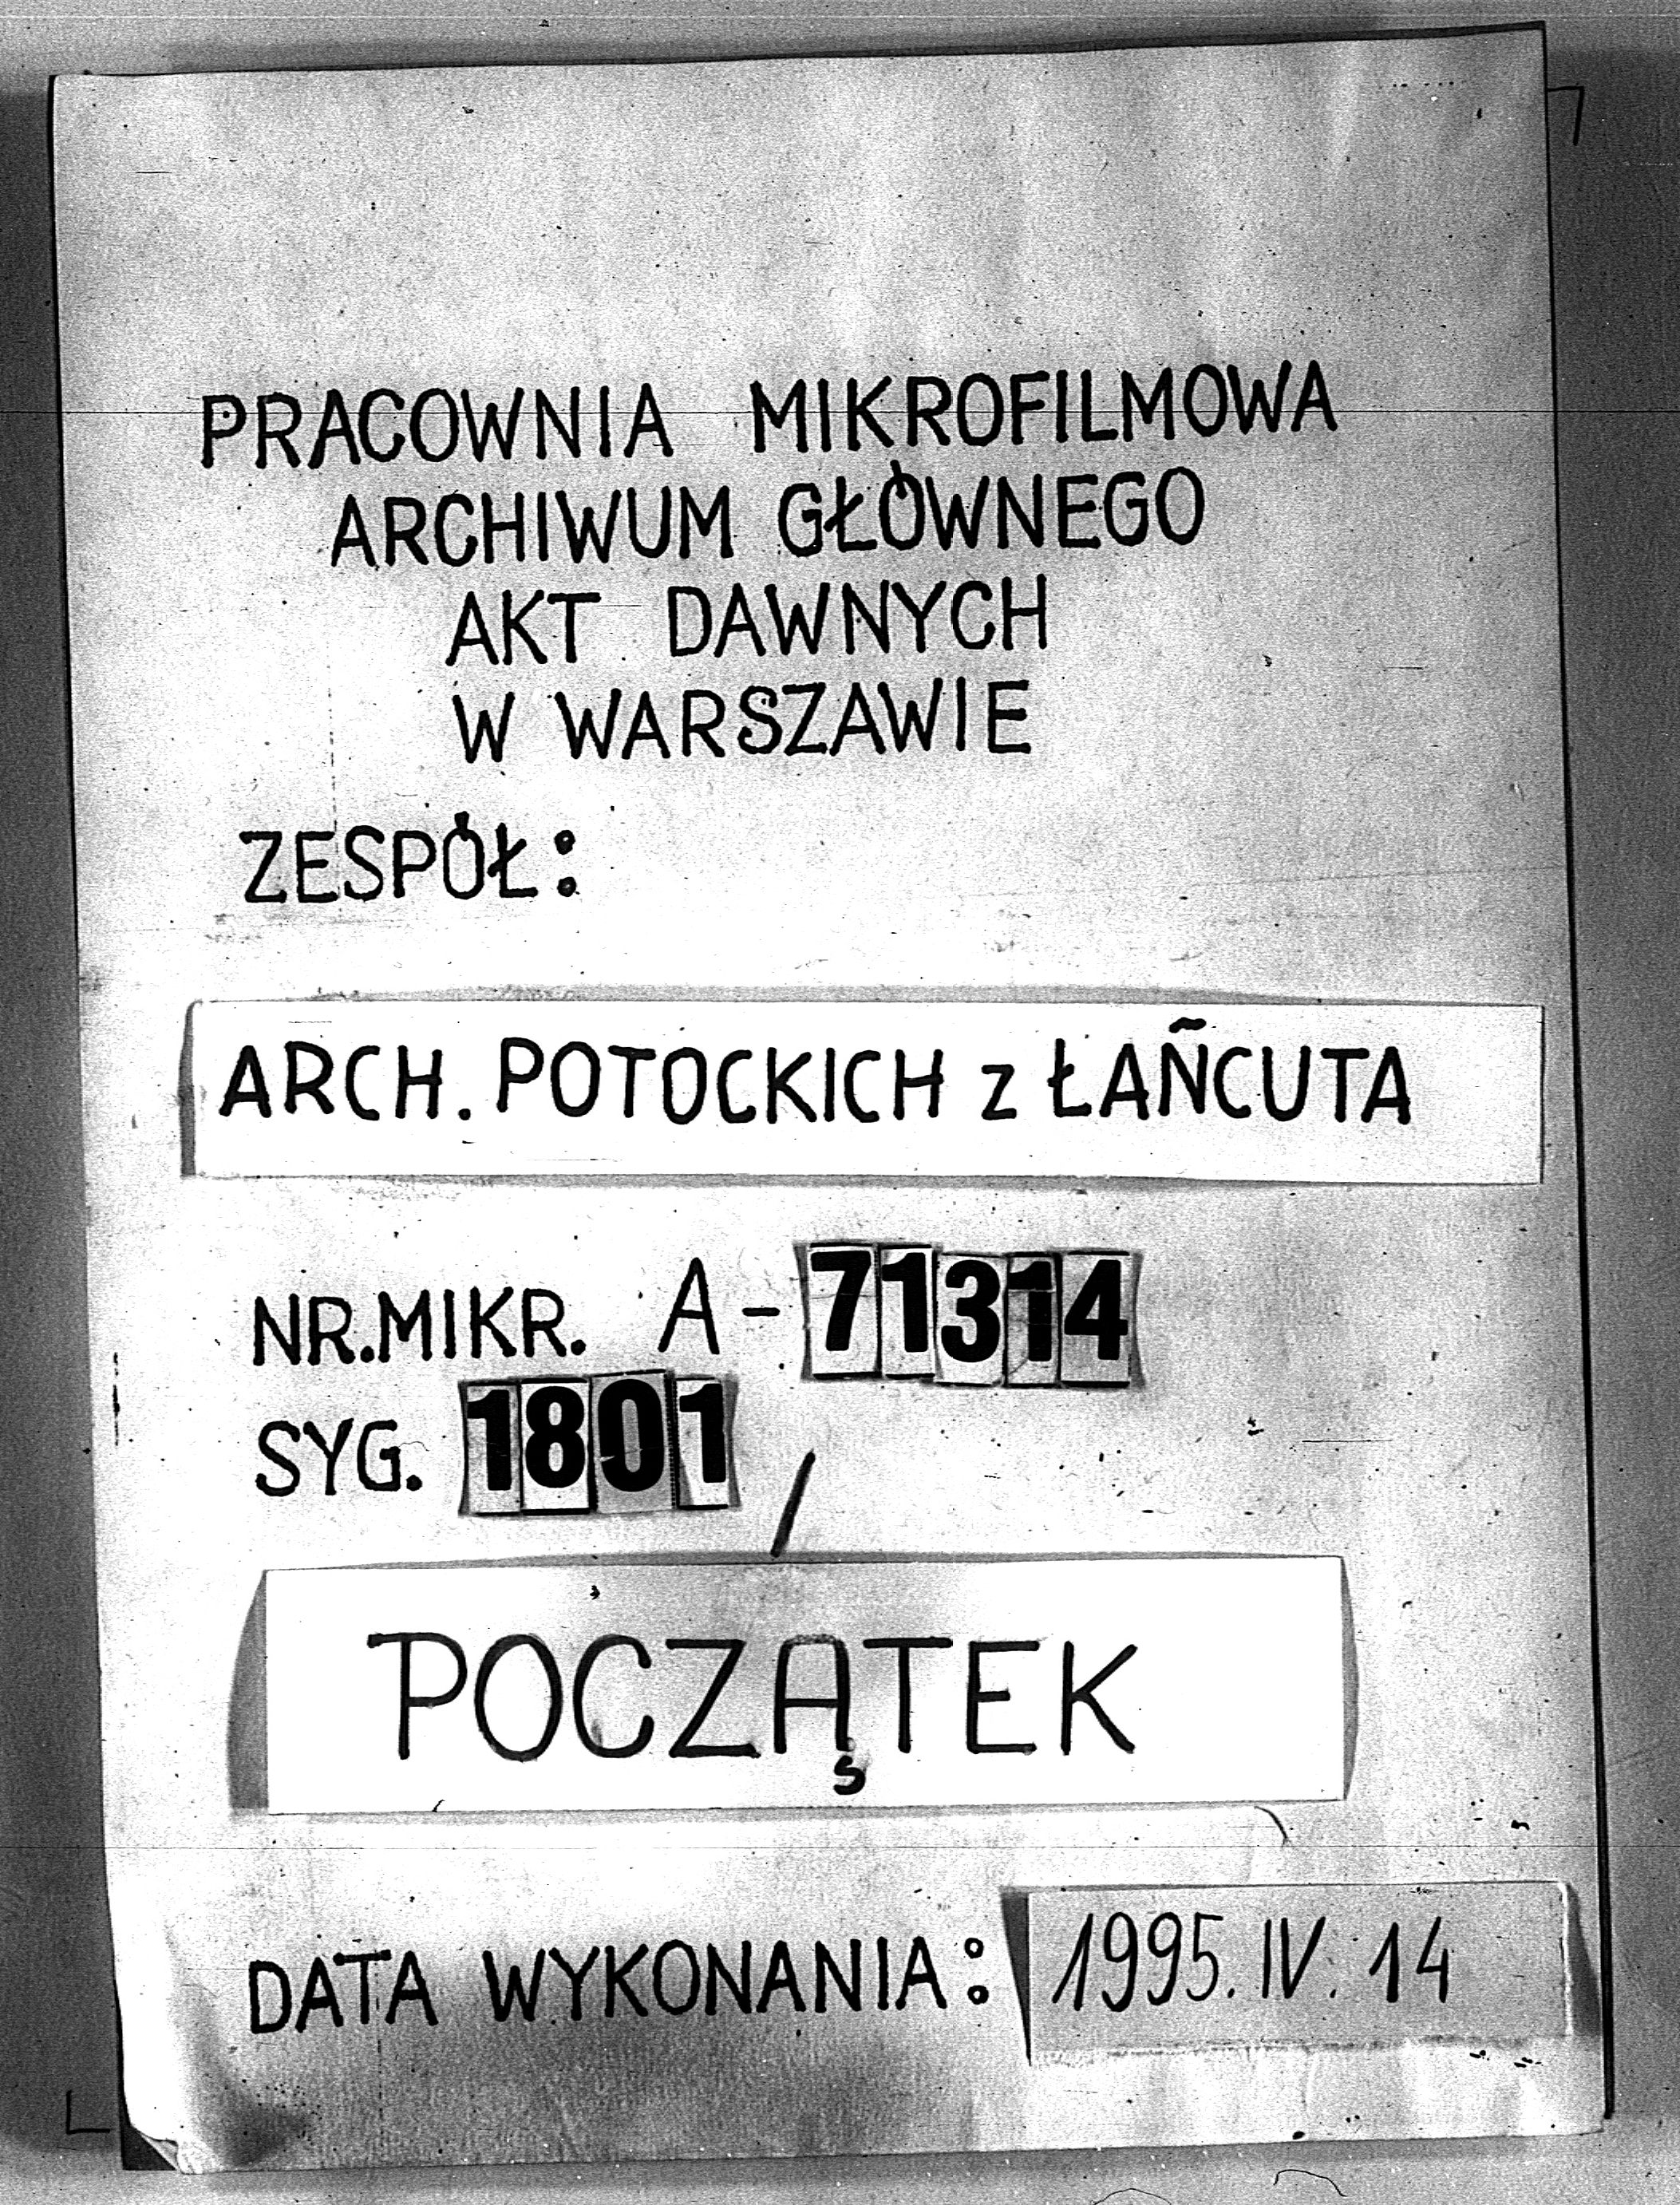 PRACOWNIA MIKROFILMOWA
ARCHIWUM GŁÓWNEGO
AKT DAWNYCH
W WARSZAWIE
ZESPÓŁ:
ARCH. POTOCKICH z ŁAÑCUTA
NR.MIKR. A-71314
SYG. 1801 /
POCZĄTEK
DATA WYKONANIA: 1995.IV.14